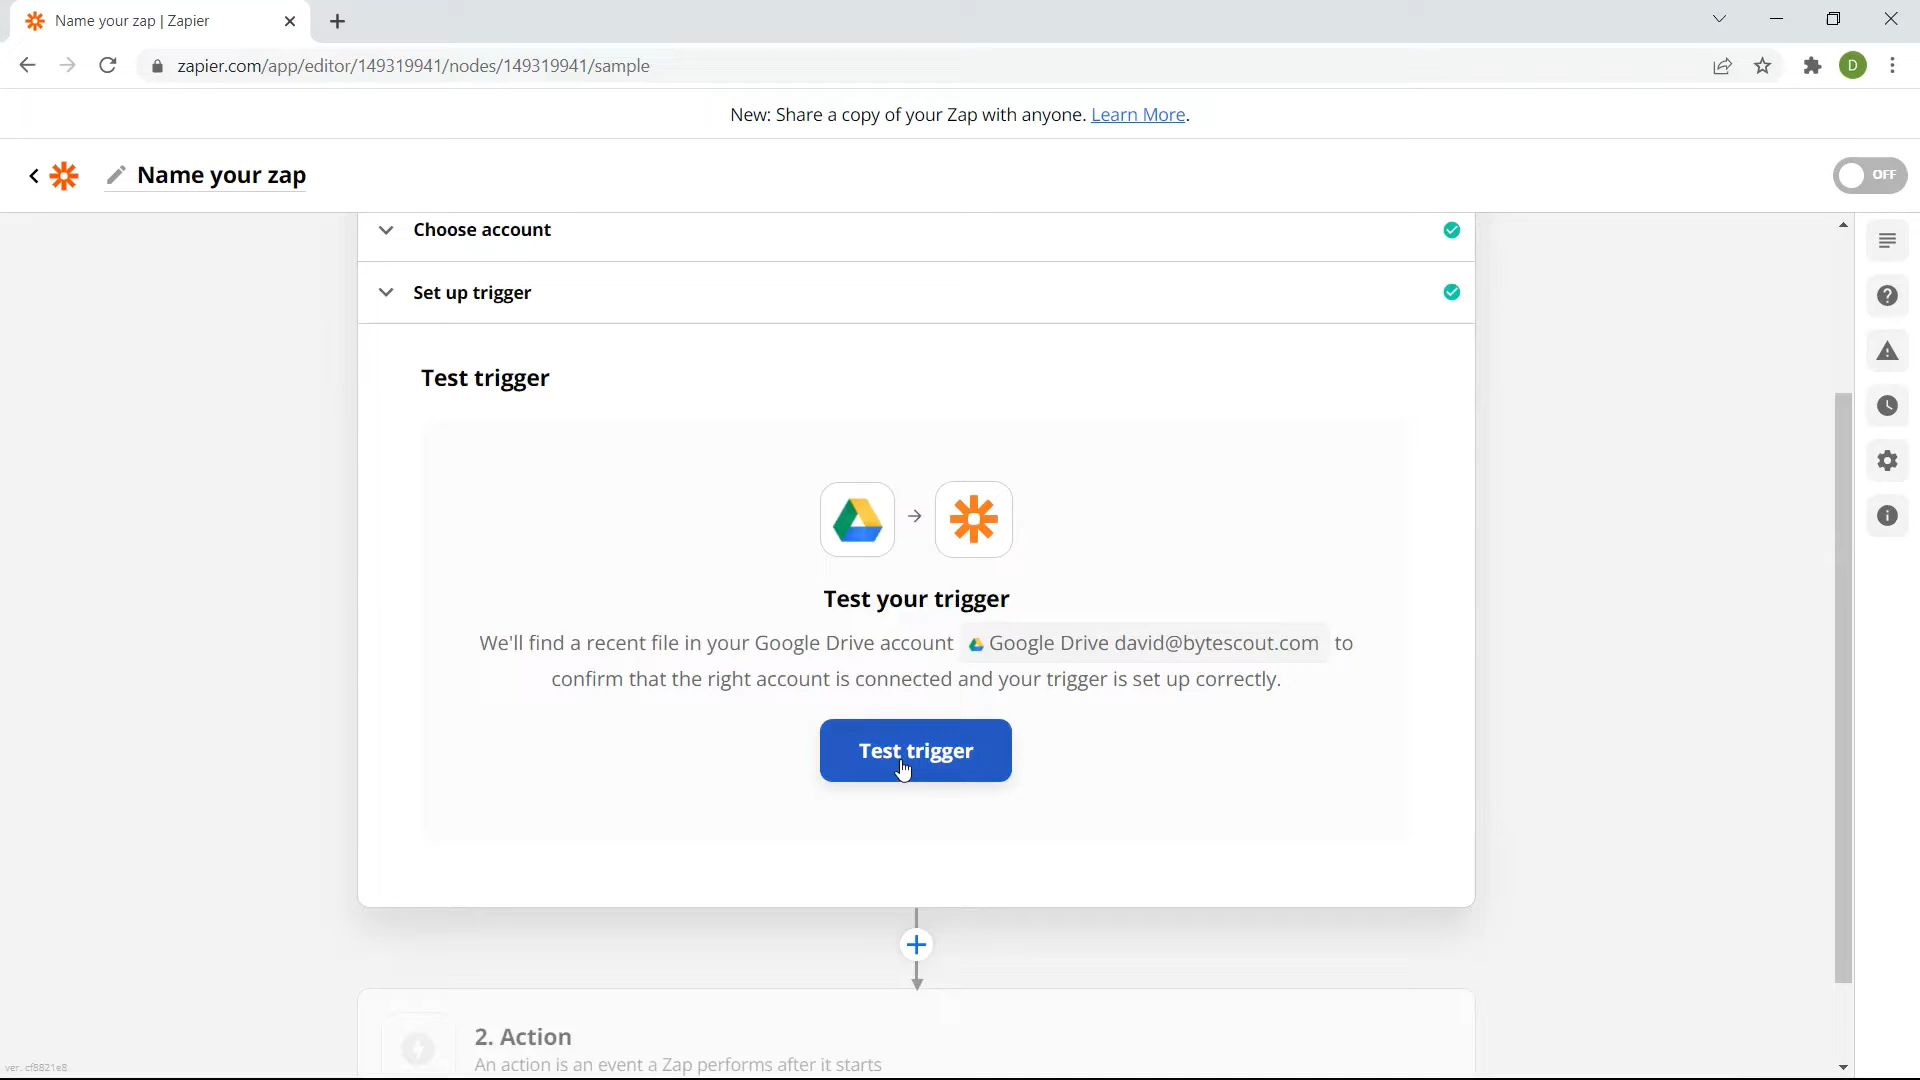 Name your zap | Zapier
zapier.com/app/editor/149319941/nodes/149319941/sample
D
New: Share a copy of your Zap with anyone. Learn More.
Name your zap
OFF
Choose account
Set up trigger
Test trigger
Test your trigger
We'll find a recent file in your Google Drive account Google Drive david@bytescout.com to
confirm that the right account is connected and your trigger is set up correctly.
Test trigger
2. Action
An action is an event a Zap performs after it starts
ver. cf8821e8